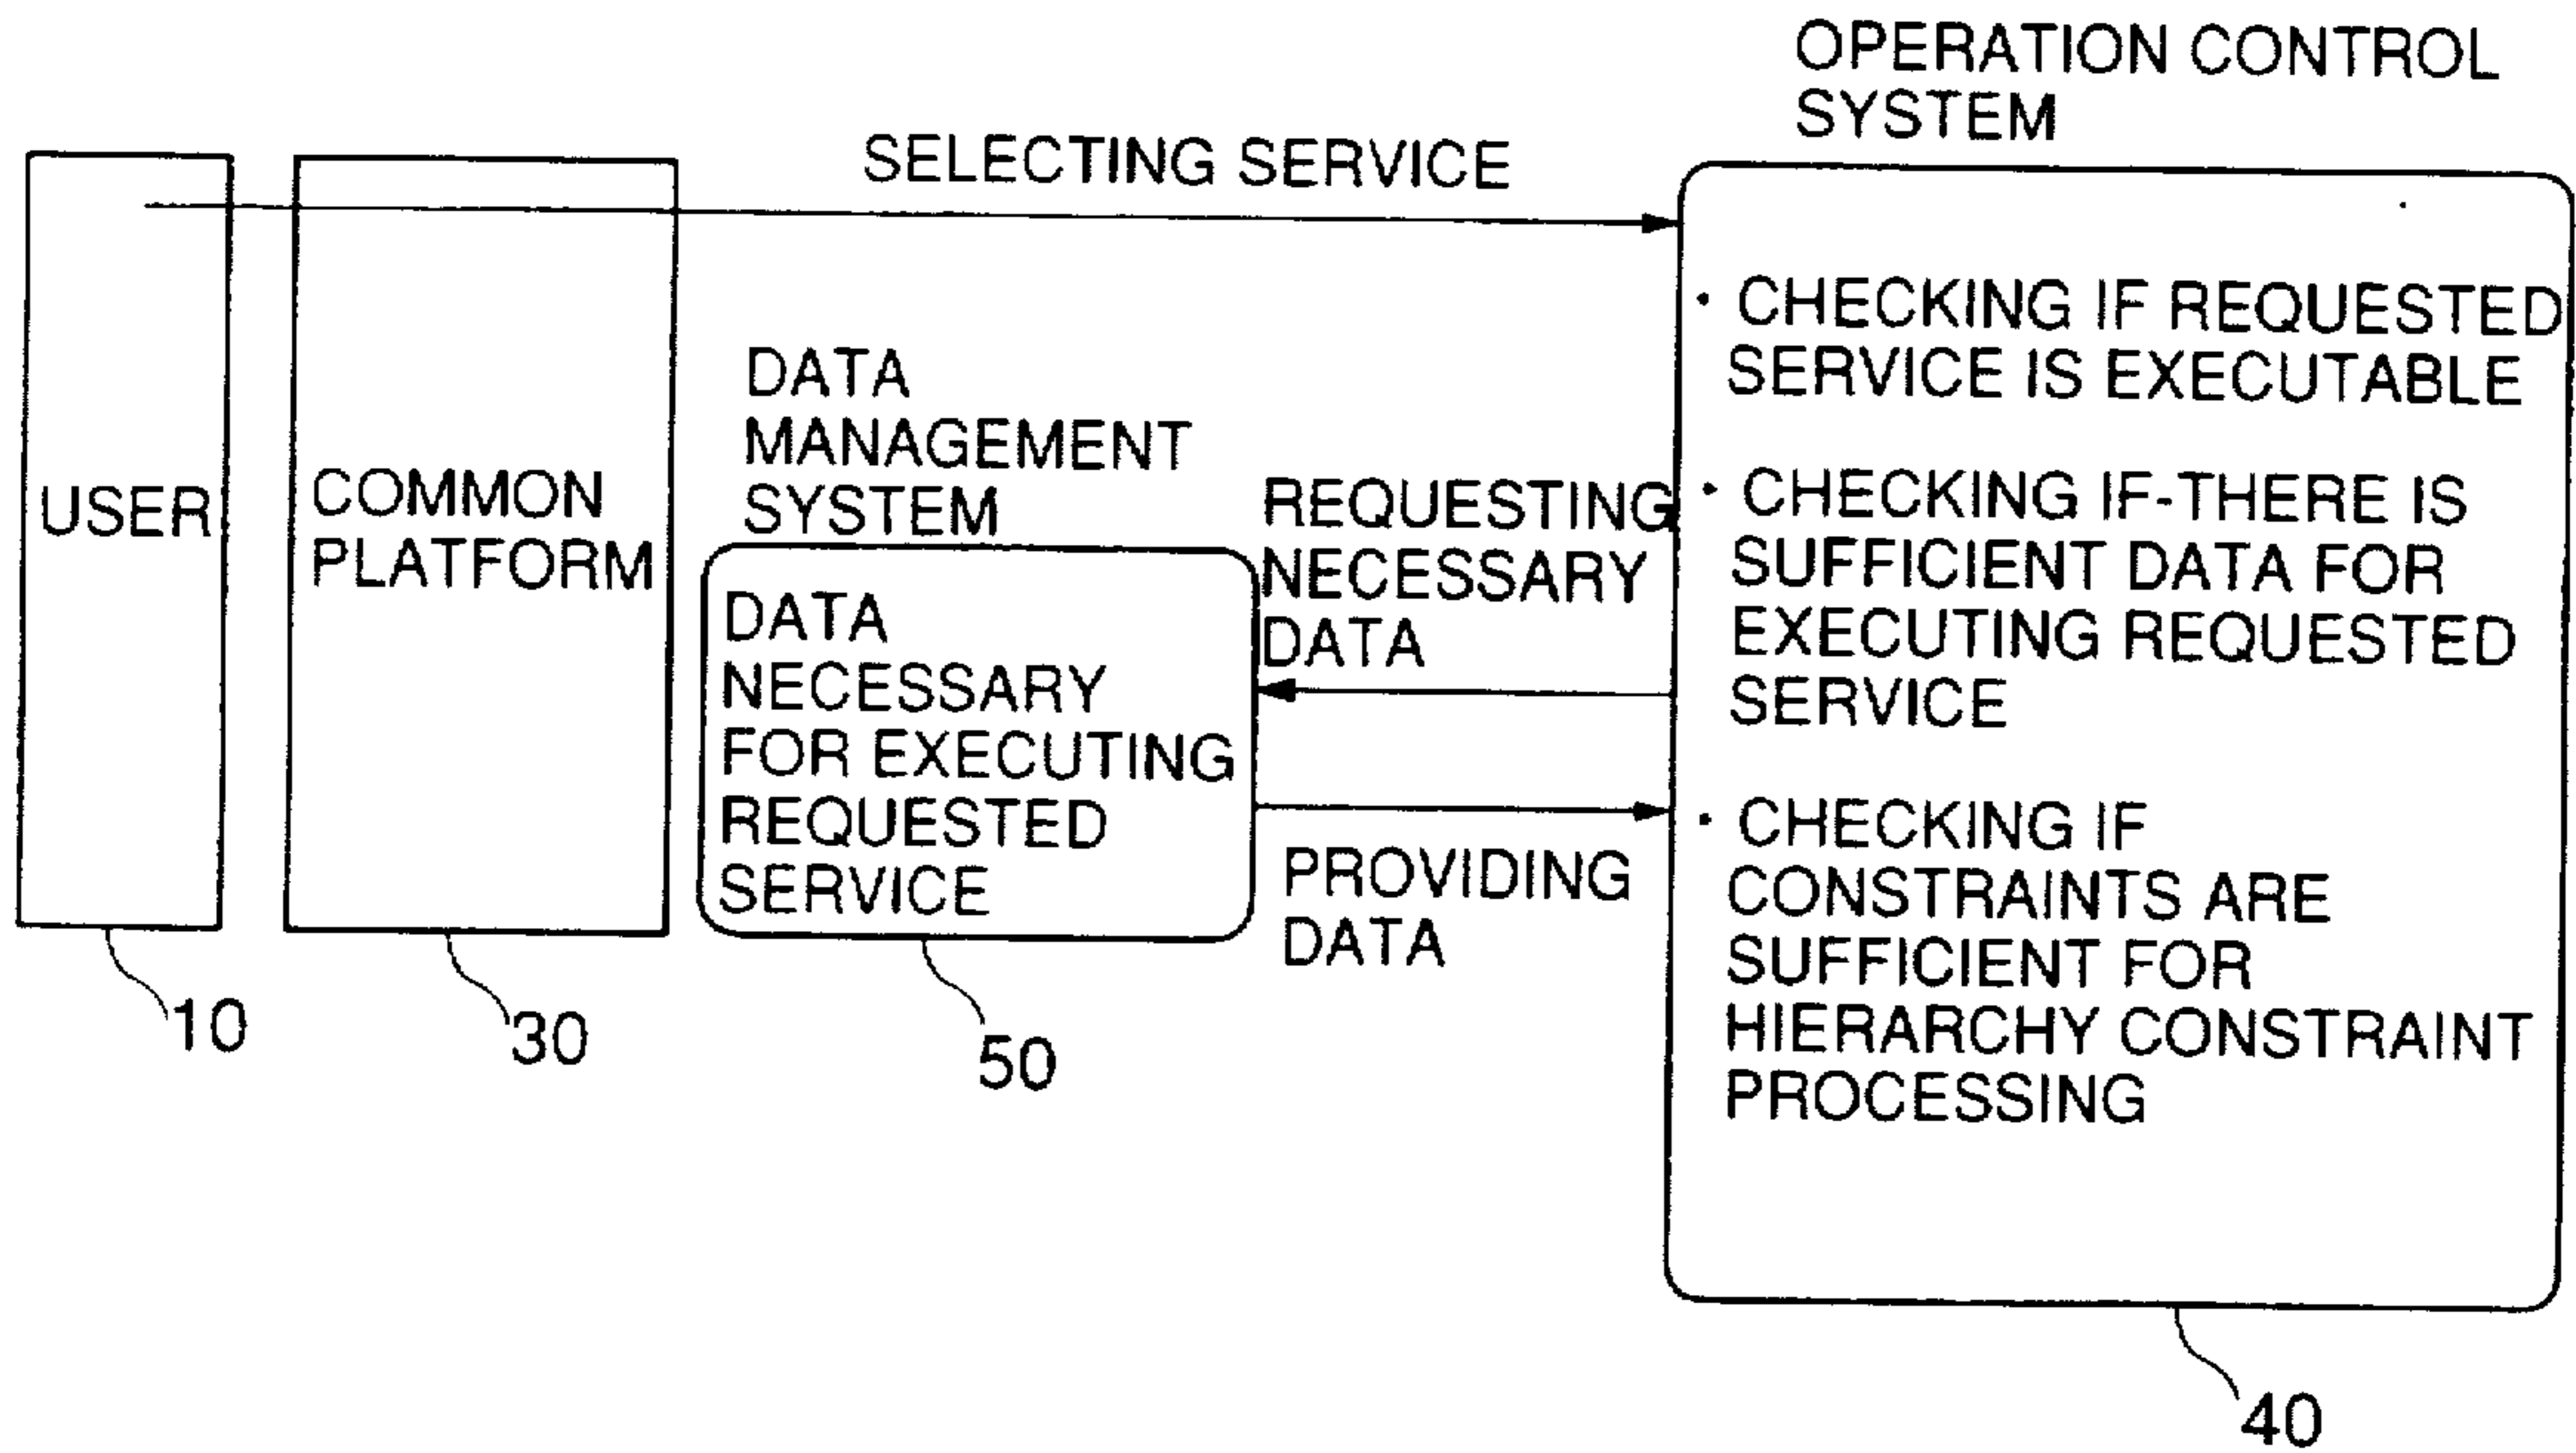 OPERATION CONTROL
SYSTEM
SELECTING SERVICE
USER
COMMON
PLATFORM
DATA
MANAGEMENT
SYSTEM
DATA
NECESSARY
FOR EXECUTING
REQUESTED
SERVICE
REQUESTING
NECESSARY
DATA
PROVIDING
DATA
· CHECKING IF REQUESTED
SERVICE IS EXECUTABLE
· CHECKING IF-THERE IS
SUFFICIENT DATA FOR
EXECUTING REQUESTED
SERVICE
· CHECKING IF
CONSTRAINTS ARE
SUFFICIENT FOR
HIERARCHY CONSTRAINT
PROCESSING
10
30
50
40